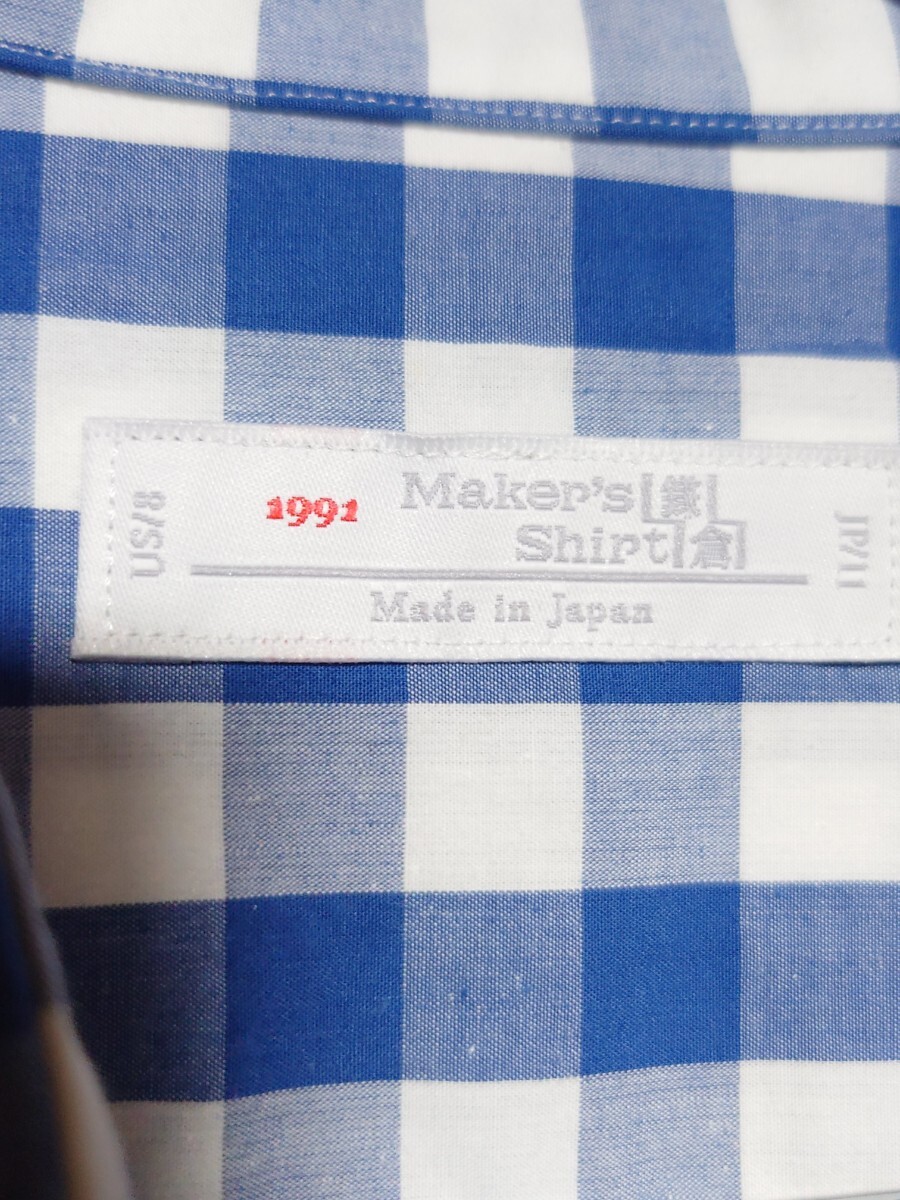 US/8
1991
Maker's 鎌
Shirt 倉
Made in Japan
JP/11